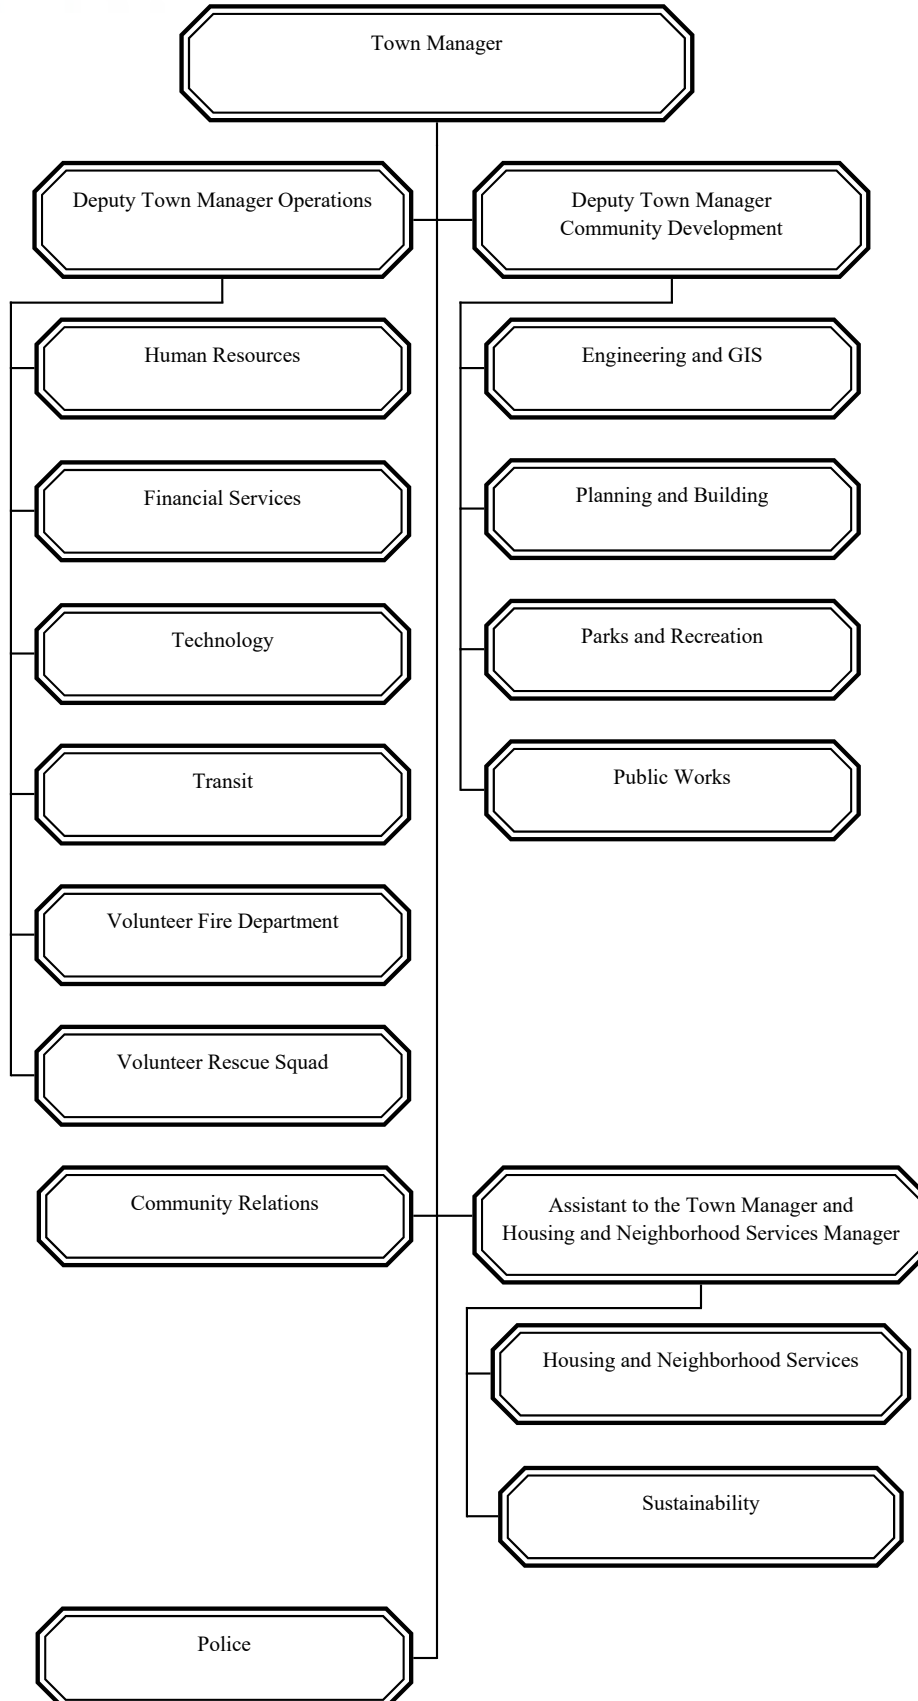 Town Manager
Deputy Town Manager Operations
Deputy Town Manager
Community Development
Human Resources
Financial Services
Technology
Transit
Volunteer Fire Department
Volunteer Rescue Squad
Engineering and GIS
Planning and Building
Parks and Recreation
Public Works
Community Relations
Assistant to the Town Manager and
Housing and Neighborhood Services Manager
Housing and Neighborhood Services
Sustainability
Police